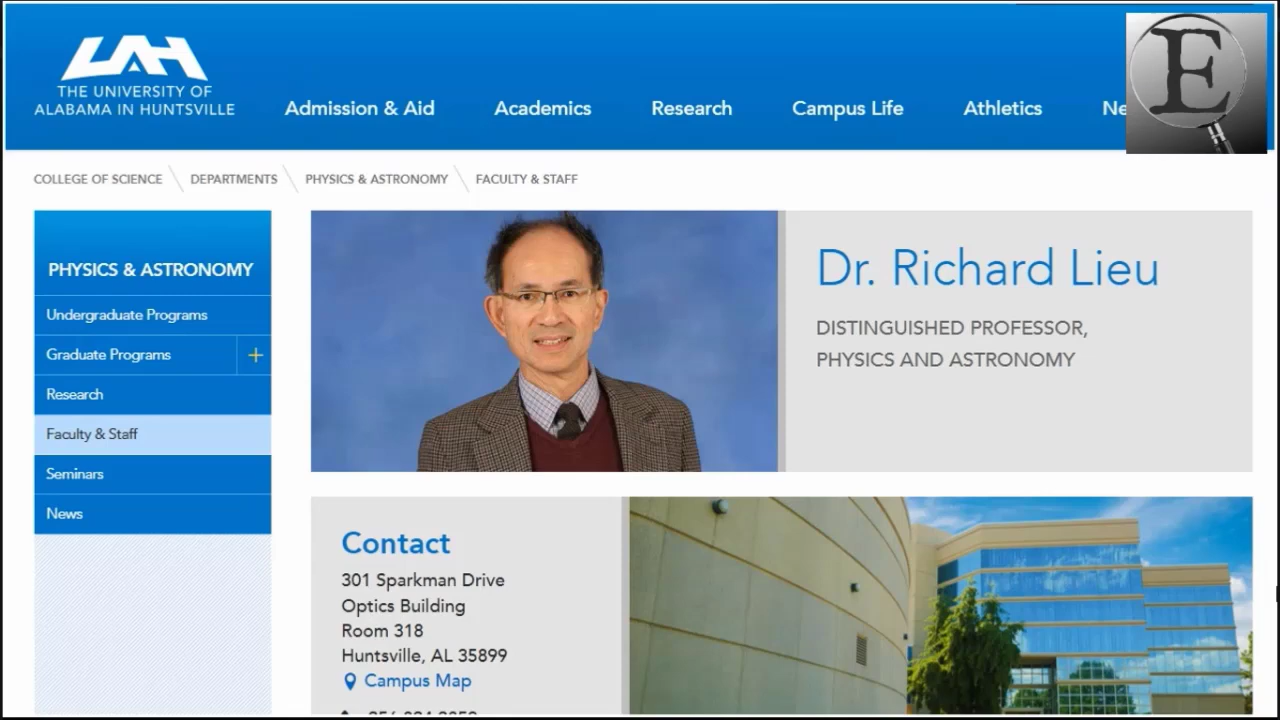 UAH
THE UNIVERSITY OF
ALABAMA IN HUNTSVILLE
Admission & Aid
Academics
Research
Campus Life
Athletics
Ne
E
COLLEGE OF SCIENCE
DEPARTMENTS
PHYSICS & ASTRONOMY
FACULTY & STAFF
PHYSICS & ASTRONOMY
Undergraduate Programs
Graduate Programs +
Research
Faculty & Staff
Seminars
News
Dr. Richard Lieu
DISTINGUISHED PROFESSOR,
PHYSICS AND ASTRONOMY
Contact
301 Sparkman Drive
Optics Building
Room 318
Huntsville, AL 35899
Campus Map